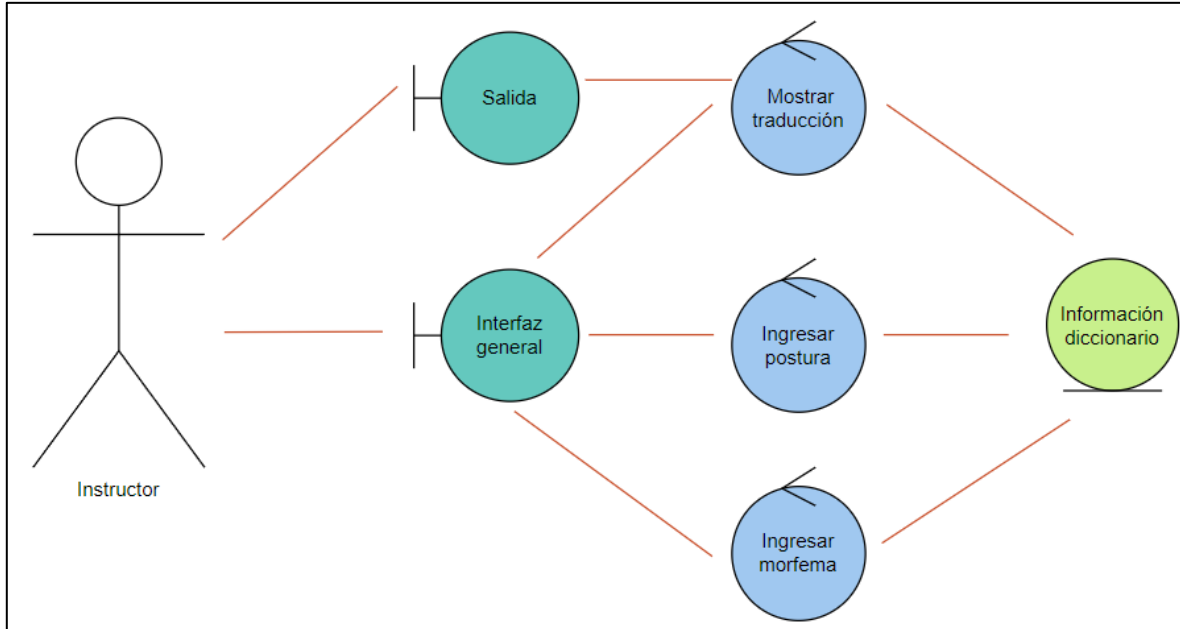 Salida
Mostrar
traducción
Interfaz
general
Ingresar
postura
Información
diccionario
Instructor
Ingresar
morfema